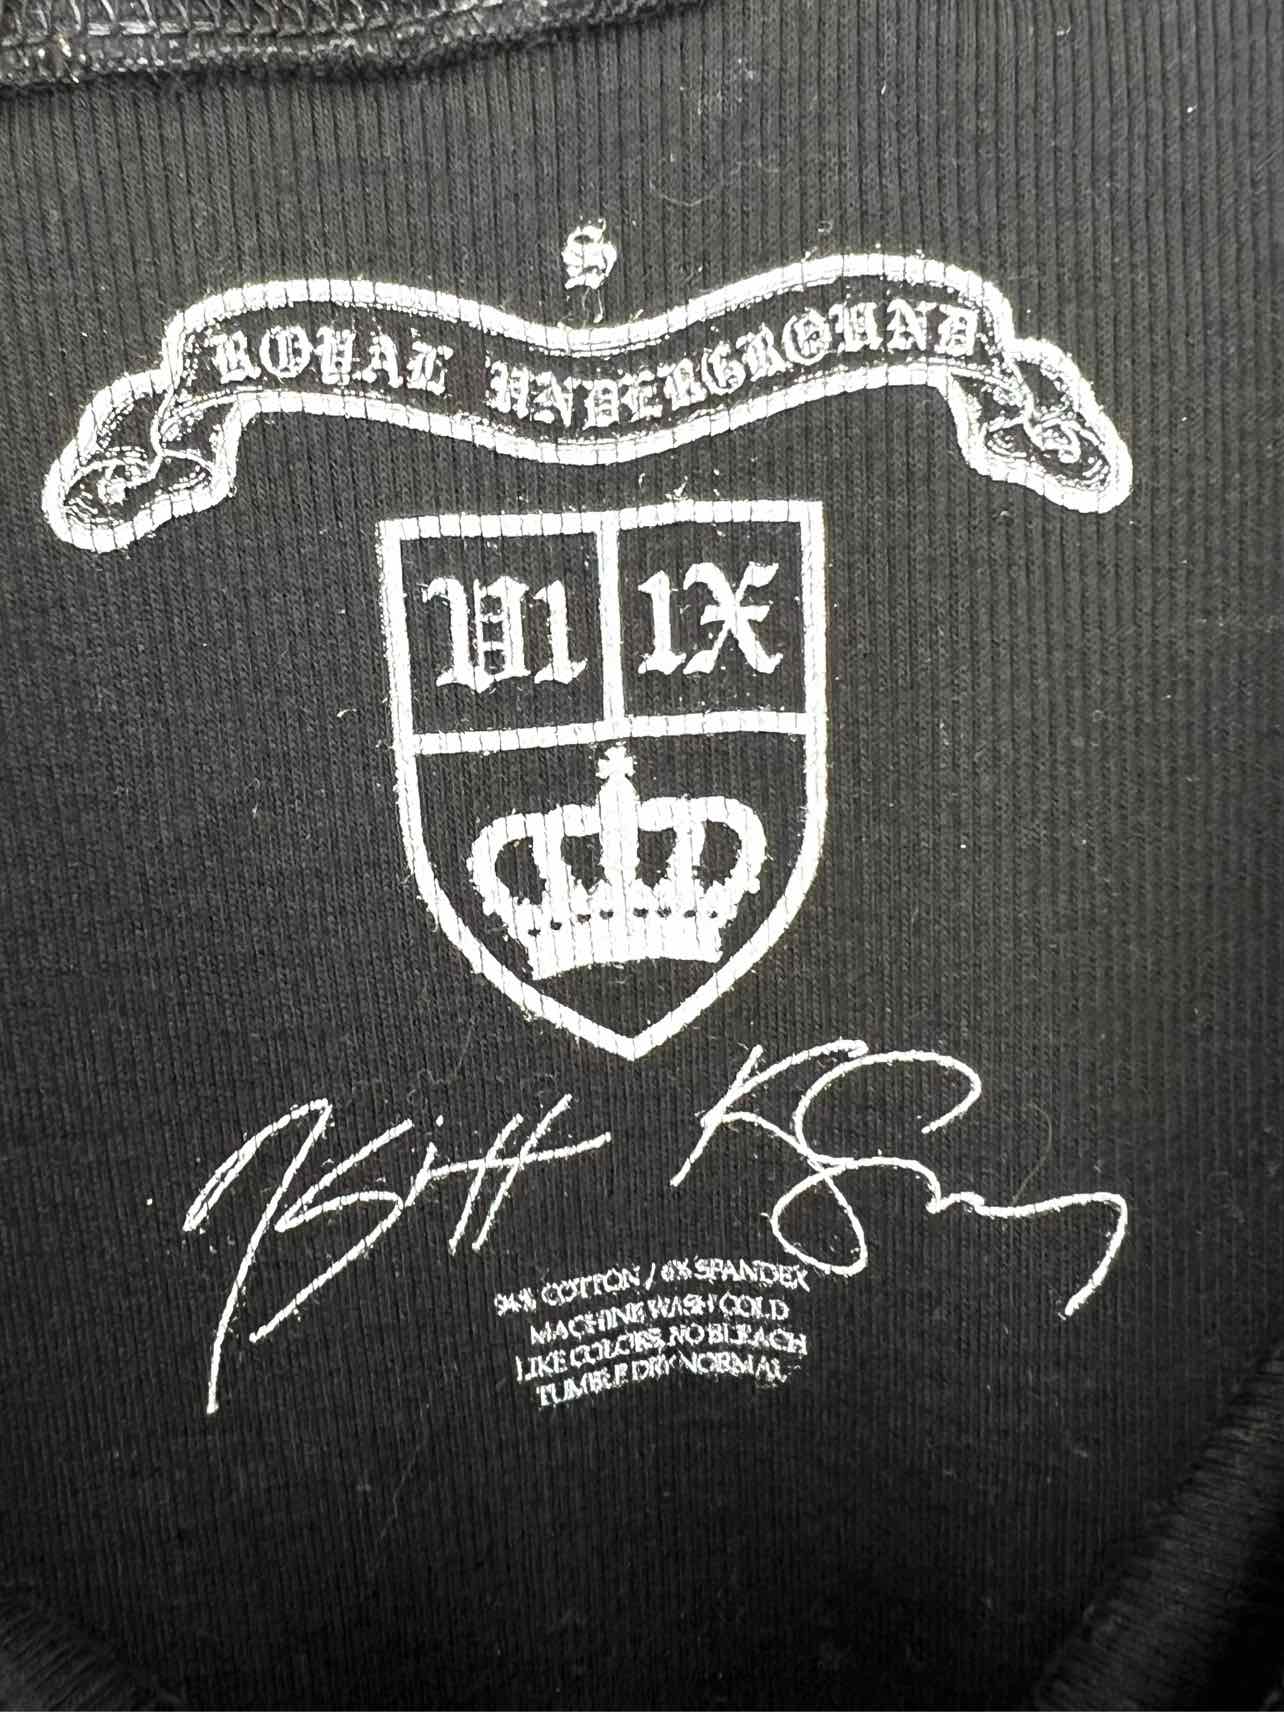 S
ROYAL UNDERGROUND
VI IX
94% COTTON / 6% SPANDEX
MACHINE WASH COLD
LIKE COLORS, NO BLEACH
TUMBLE DRY NORMAL